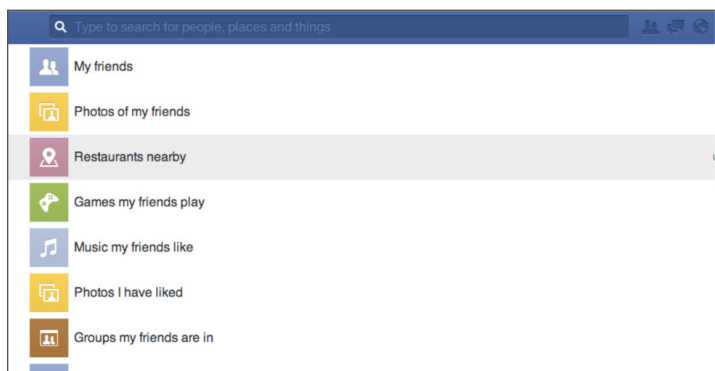 Type to search for people, places and things
My friends
Photos of my friends
Restaurants nearby
Games my friends play
Music my friends like
Photos I have liked
Groups my friends are in